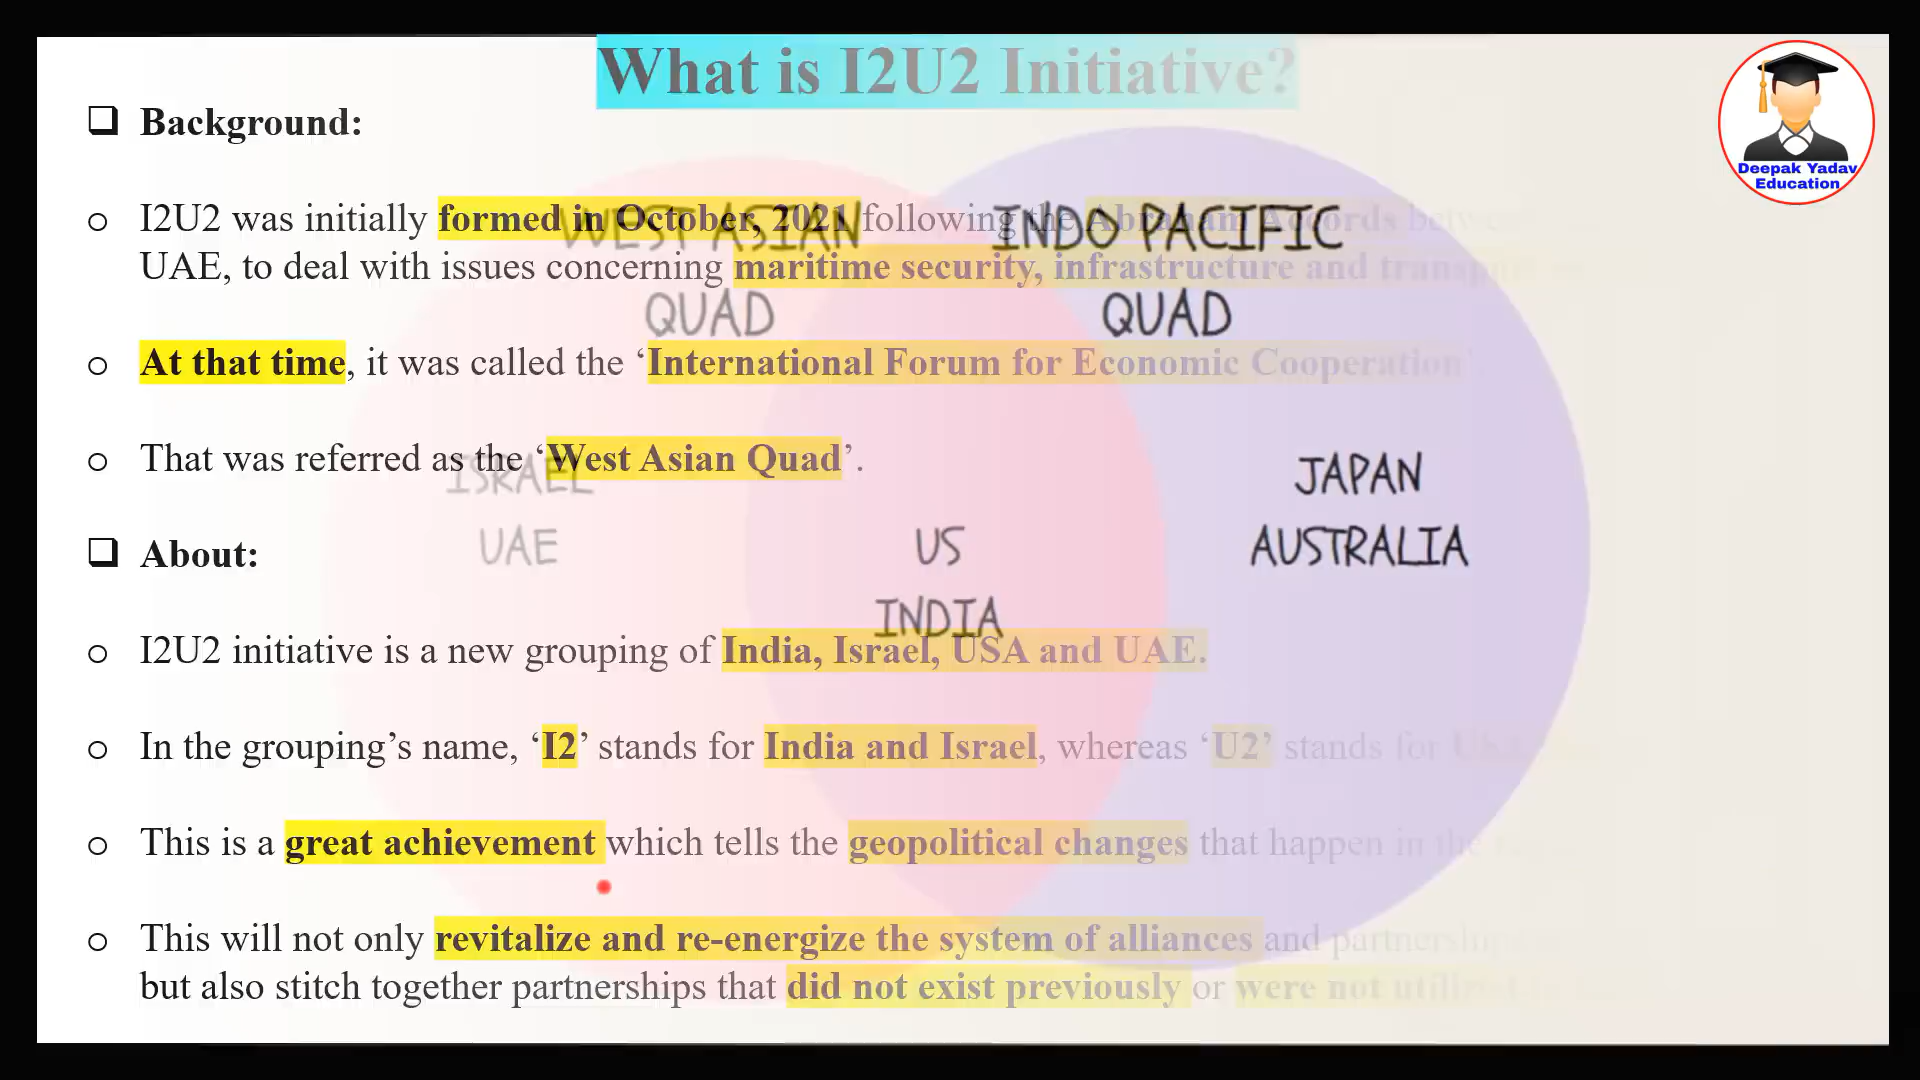 What is I2U2 Initiative?
Background:
I2U2 was initially formed in October, 2021 following the Abraham Accords
UAE, to deal with issues concerning maritime security, infrastructure and
At that time, it was called the ‘International Forum for Economic Cooperation’.
That was referred as the ‘West Asian Quad’.
About:
I2U2 initiative is a new grouping of India, Israel, USA and UAE.
In the grouping’s name, ‘I2’ stands for India and Israel, whereas ‘U2’ stands for
This is a great achievement which tells the geopolitical changes that happen in the
This will not only revitalize and re-energize the system of alliances and
but also stitch together partnerships that did not exist previously or were not
WEST ASIAN
QUAD
INDO PACIFIC
QUAD
ISRAEL
UAE
US
INDIA
JAPAN
AUSTRALIA
Deepak Yadav
Education